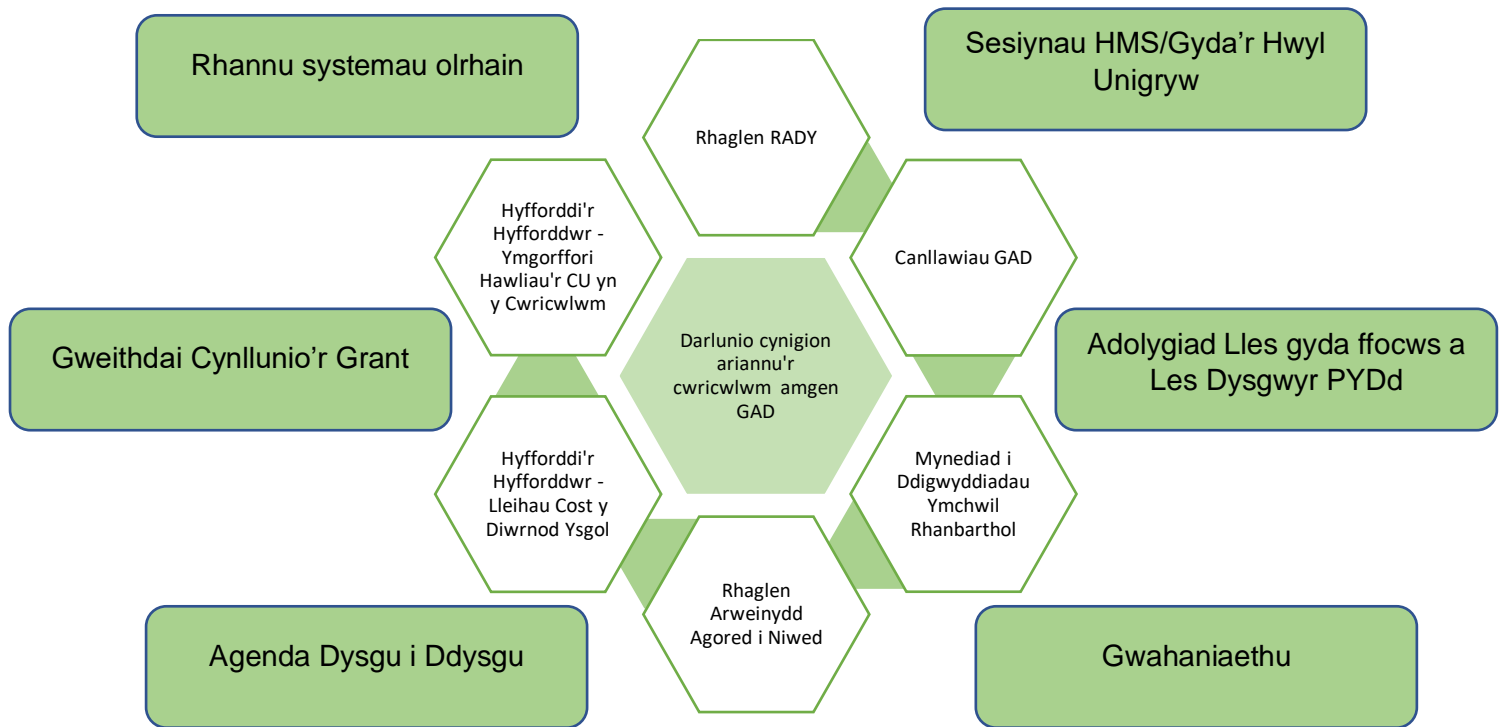 Rhannu systemau olrhain
Sesiynau HMS/Gyda'r Hwyl
Unigryw
Rhaglen RADY
Hyfforddi'r
Hyfforddwr -
Ymgorffori
Hawliau'r CU yn
y Cwricwlwm
Canllawiau GAD
Gweithdai Cynllunio'r Grant
Darlunio cynigion
ariannu'r
cwricwlwm amgen
GAD
Adolygiad Lles gyda ffocws a
Les Dysgwyr PYDd
Hyfforddi'r
Hyfforddwr -
Lleihau Cost y
Diwrnod Ysgol
Mynediad i
Ddigwyddiadau
Ymchwil
Rhanbarthol
Rhaglen
Arweinydd
Agored i Niwed
Agenda Dysgu i Ddysgu
Gwahaniaethu